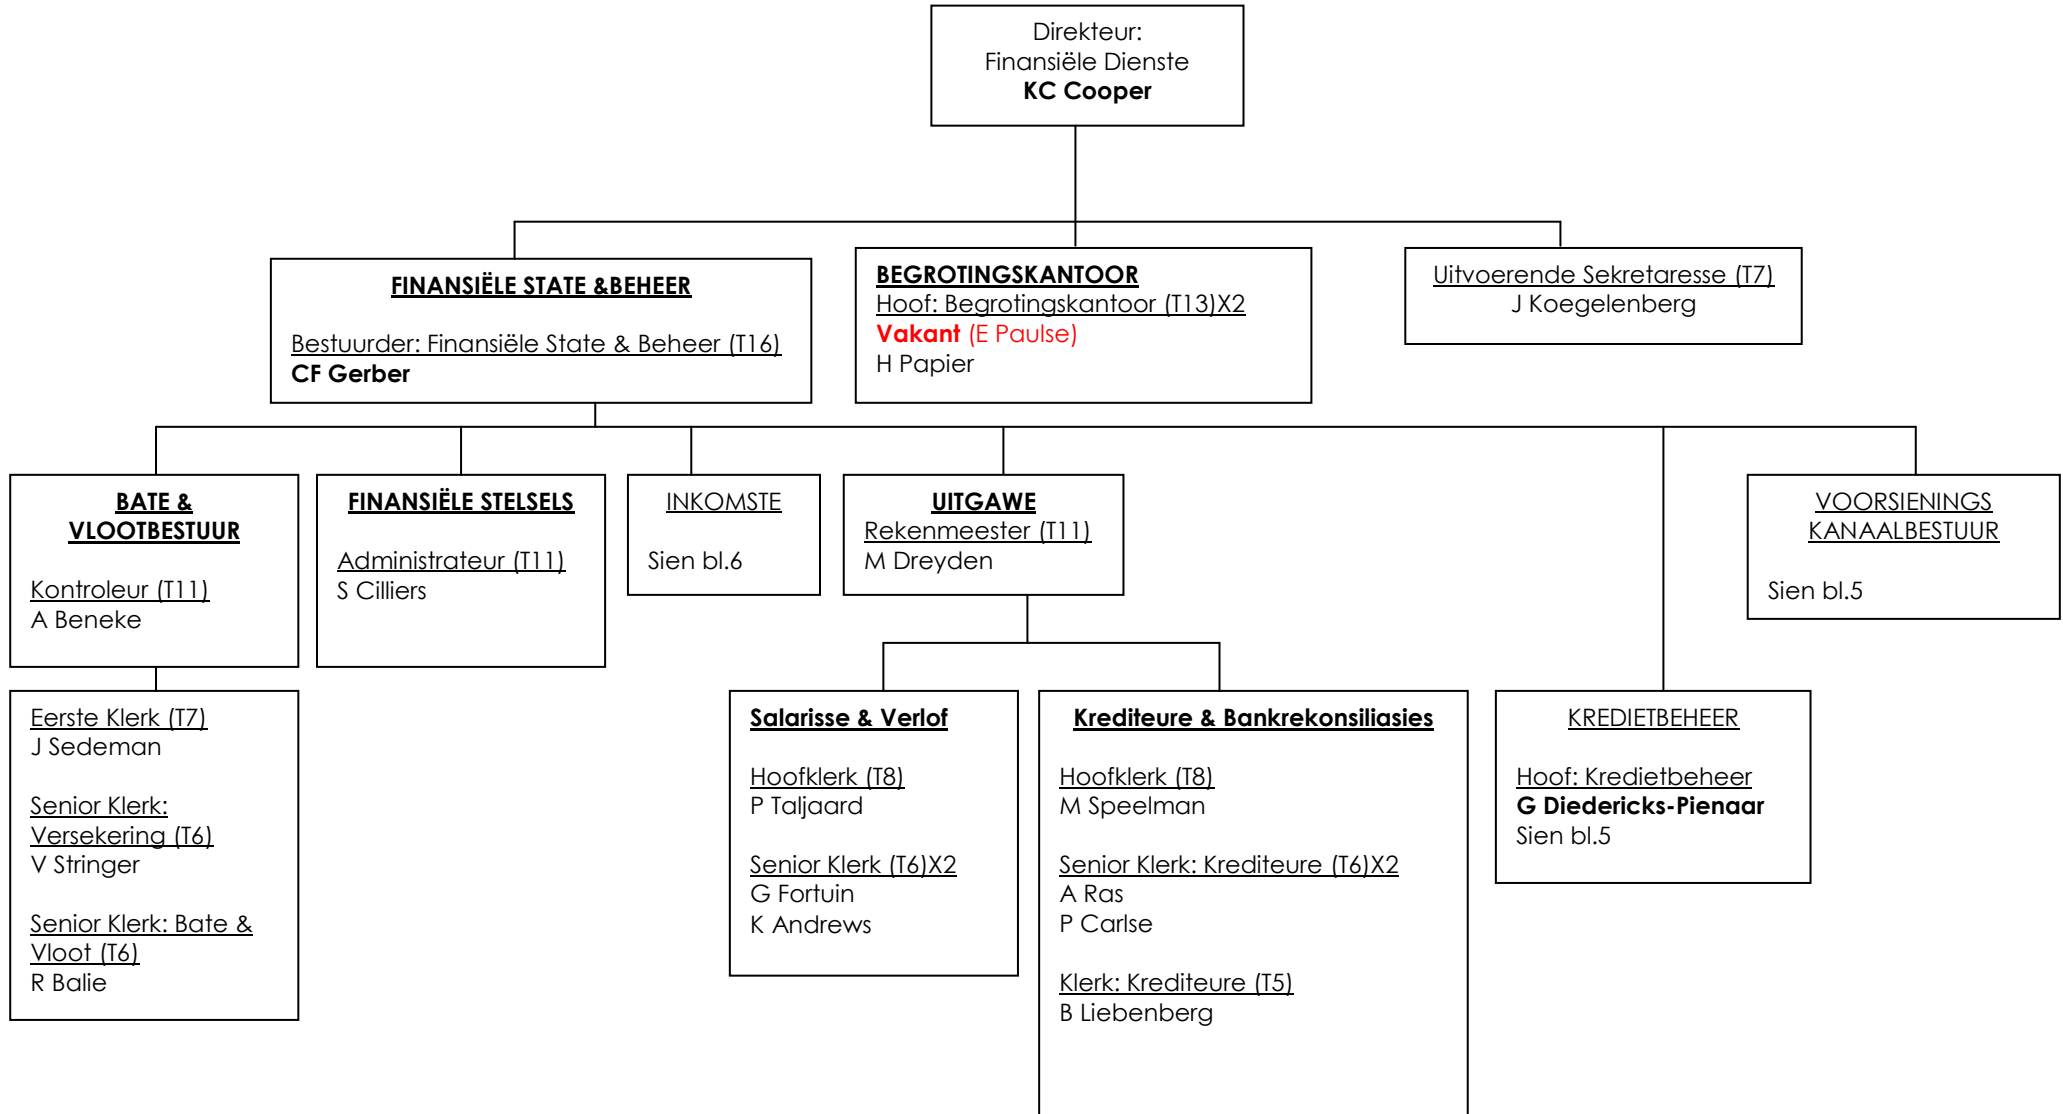 Direkteur:
Finansiële Dienste
KC Cooper
FINANSIËLE STATE &BEHEER
Bestuurder: Finansiële State & Beheer (T16)
CF Gerber
BEGROTINGSKANTOOR
Hoof: Begrotingskantoor (T13)X2
Vakant (E Paulse)
H Papier
Uitvoerende Sekretaresse (T7)
J Koegelenberg
BATE &
VLOOTBESTUUR
Kontroleur (T11)
A Beneke
FINANSIËLE STELSELS
Administrateur (T11)
S Cilliers
INKOMSTE
Sien bl.6
UITGAWE
Rekenmeester (T11)
M Dreyden
VOORSIENINGS
KANAALBESTUUR
Sien bl.5
Eerste Klerk (T7)
J Sedeman
Senior Klerk:
Versekering (T6)
V Stringer
Senior Klerk: Bate &
Vloot (T6)
R Balie
Salarisse & Verlof
Hoofklerk (T8)
P Taljaard
Senior Klerk (T6)X2
G Fortuin
K Andrews
Krediteure & Bankrekonsiliasies
Hoofklerk (T8)
M Speelman
Senior Klerk: Krediteure (T6)X2
A Ras
P Carlse
Klerk: Krediteure (T5)
B Liebenberg
KREDIETBEHEER
Hoof: Kredietbeheer
G Diedericks-Pienaar
Sien bl.5